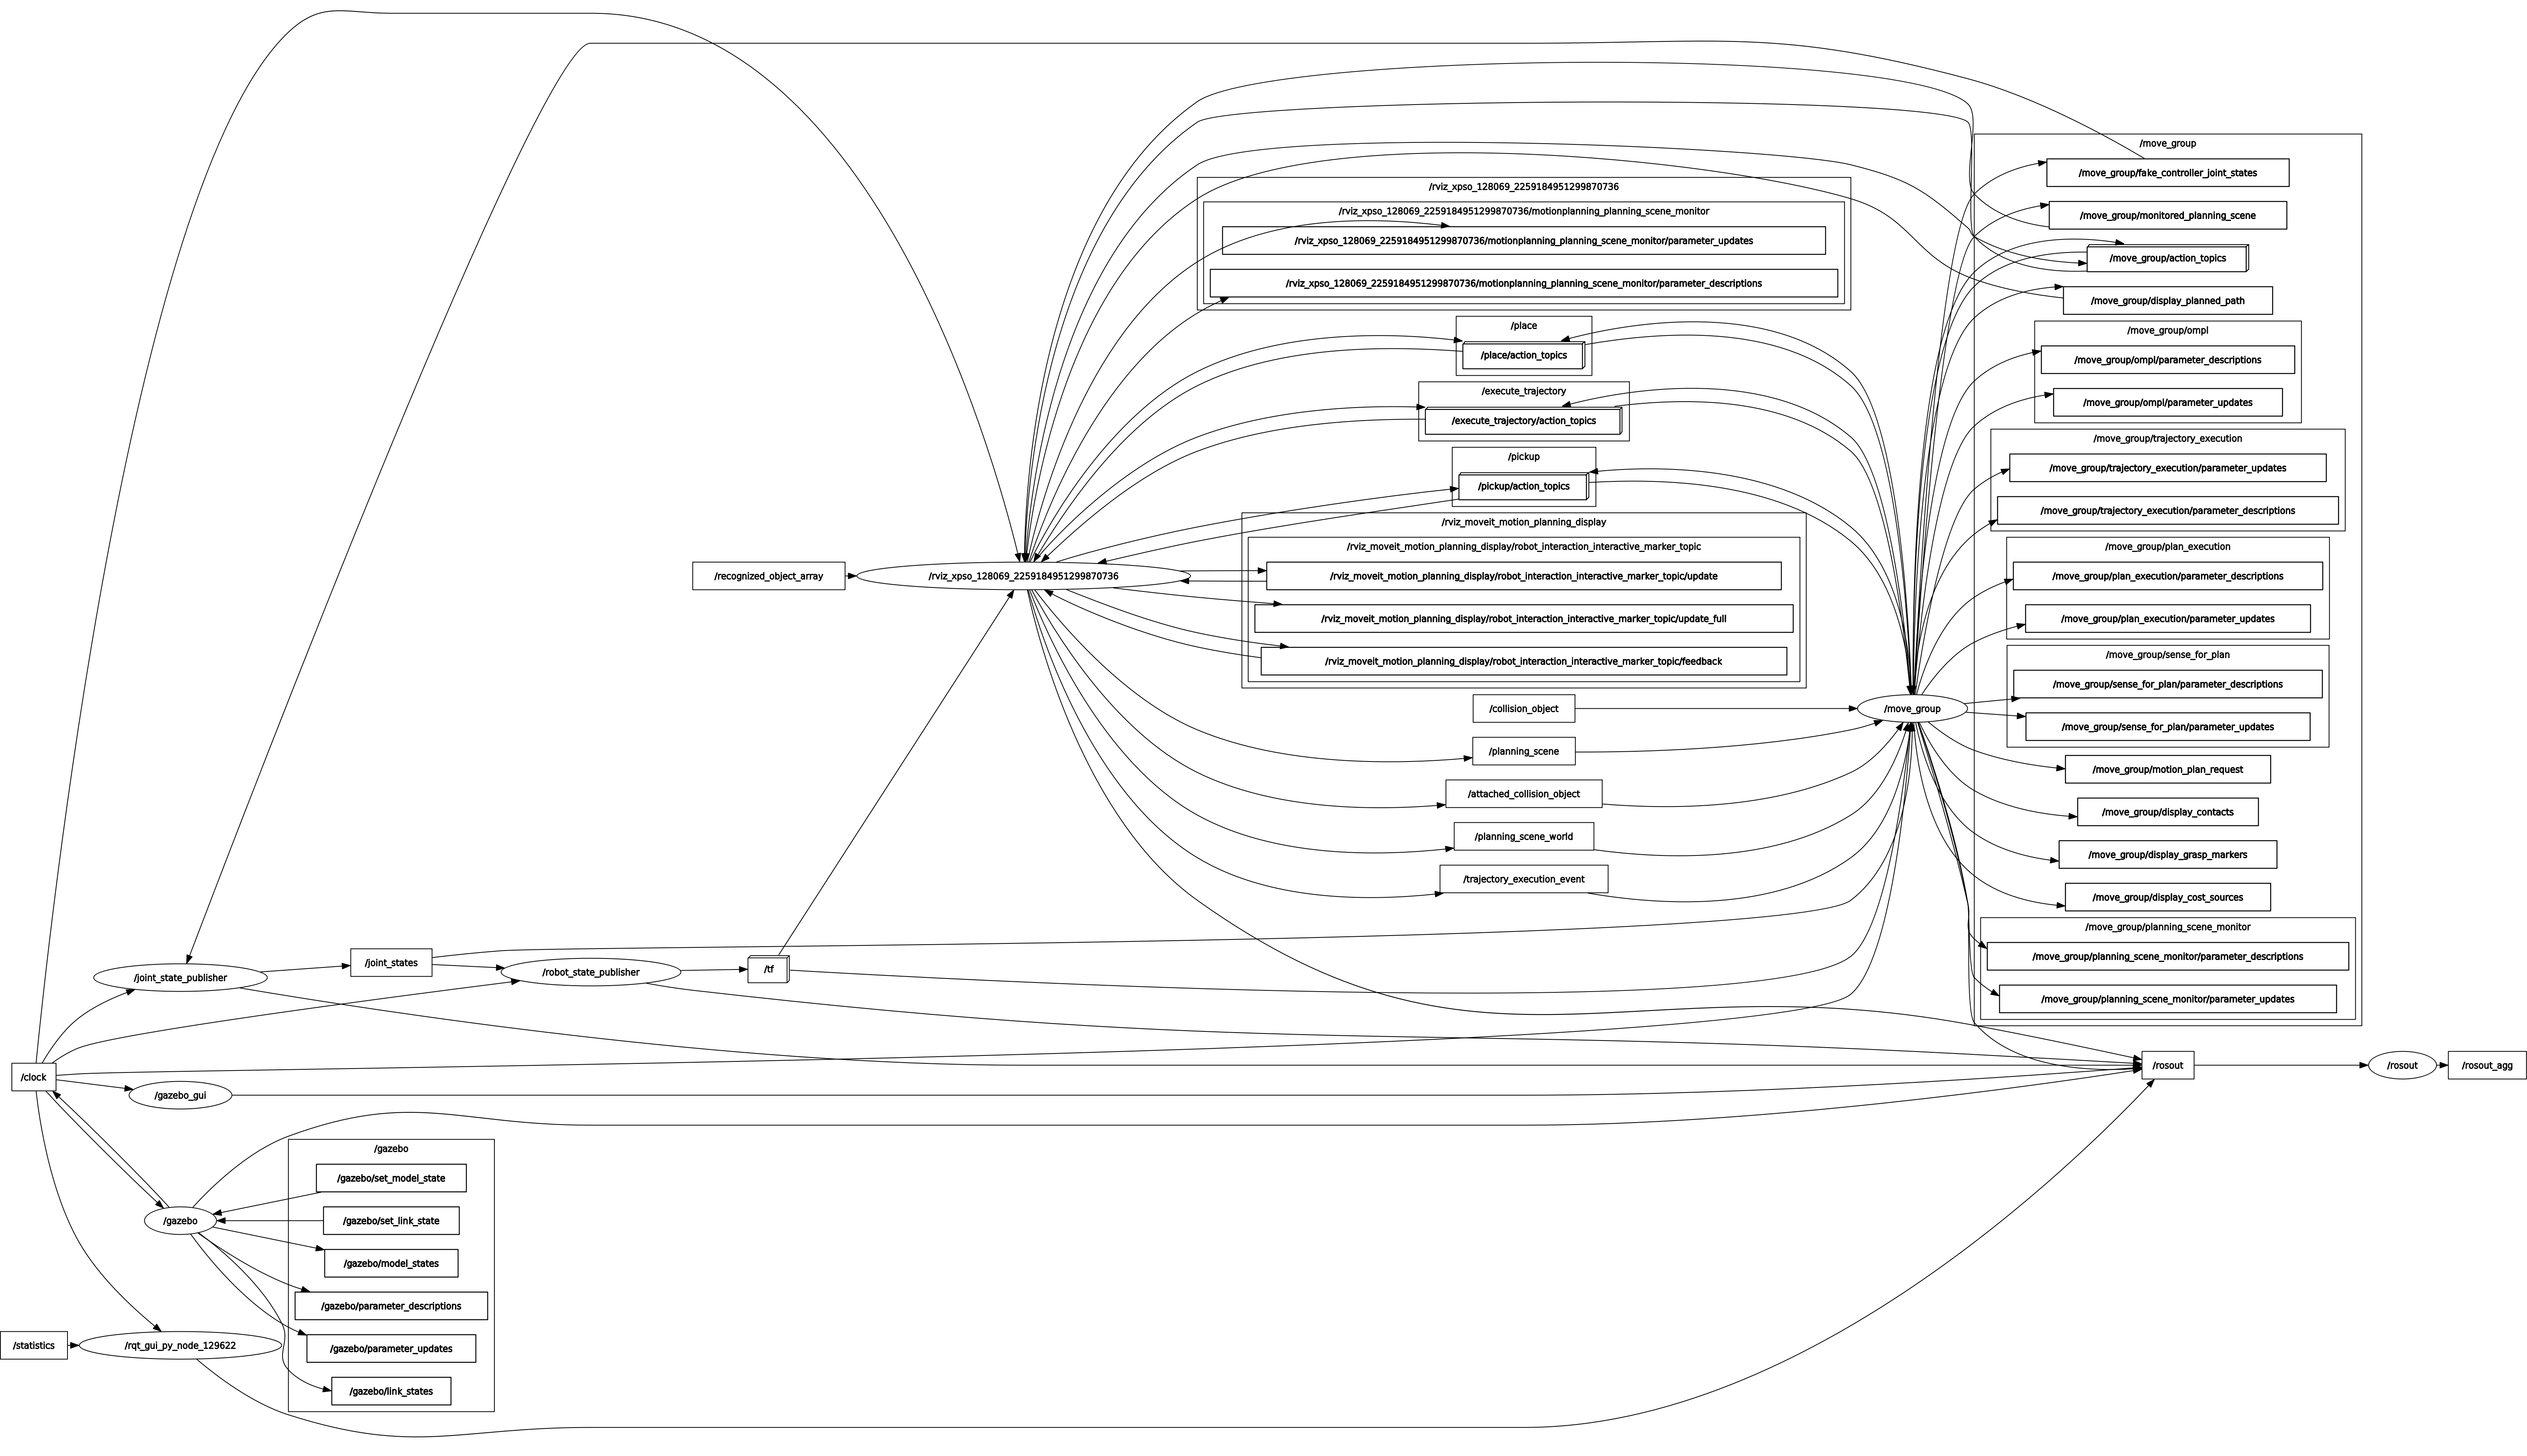 /move_group
/move_group/fake_controller_joint_states
/rviz_xpso_128069_2259184951299870736
/rviz_xpso_128069_2259184951299870736/motionplanning_planning_scene_monitor
/move_group/monitored_planning_scene
/rviz_xpso_128069_2259184951299870736/motionplanning_planning_scene_monitor/parameter_updates
/move_group/action_topics
/rviz_xpso_128069_2259184951299870736/motionplanning_planning_scene_monitor/parameter_descriptions
/move_group/display_planned_path
/place
/move_group/ompl
/place/action_topics
/move_group/ompl/parameter_descriptions
/execute_trajectory
/move_group/ompl/parameter_updates
/execute_trajectory/action_topics
/move_group/trajectory_execution
/pickup
/move_group/trajectory_execution/parameter_updates
/pickup/action_topics
/move_group/trajectory_execution/parameter_descriptions
/rviz_moveit_motion_planning_display
/rviz_moveit_motion_planning_display/robot_interaction_interactive_marker_topic
/move_group/plan_execution
/recognized_object_array
/rviz_xpso_128069_2259184951299870736
/rviz_moveit_motion_planning_display/robot_interaction_interactive_marker_topic/update
/move_group/plan_execution/parameter_descriptions
/rviz_moveit_motion_planning_display/robot_interaction_interactive_marker_topic/update_full
/move_group/plan_execution/parameter_updates
/rviz_moveit_motion_planning_display/robot_interaction_interactive_marker_topic/feedback
/move_group/sense_for_plan
/move_group/sense_for_plan/parameter_descriptions
/collision_object
/move_group
/move_group/sense_for_plan/parameter_updates
/planning_scene
/move_group/motion_plan_request
/attached_collision_object
/move_group/display_contacts
/planning_scene_world
/move_group/display_grasp_markers
/trajectory_execution_event
/move_group/display_cost_sources
/move_group/planning_scene_monitor
/joint_state_publisher
/joint_states
/robot_state_publisher
/tf
/move_group/planning_scene_monitor/parameter_descriptions
/move_group/planning_scene_monitor/parameter_updates
/clock
/gazebo_gui
/rosout
/rosout
/rosout_agg
/gazebo
/gazebo/set_model_state
/gazebo
/gazebo/set_link_state
/gazebo/model_states
/gazebo/parameter_descriptions
/statistics
/rqt_gui_py_node_129622
/gazebo/parameter_updates
/gazebo/link_states